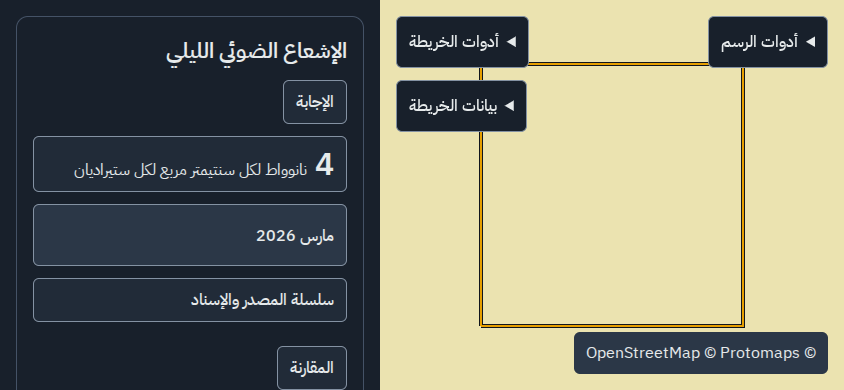 الإشعاع الضوئي الليلي
الإجابة
4 نانوواط لكل سنتيمتر مربع لكل ستيراديان
مارس 2026
سلسلة المصدر والإسناد
المقارنة
◀ أدوات الرسم
◀ أدوات الخريطة
◀ بيانات الخريطة
OpenStreetMap © Protomaps ©